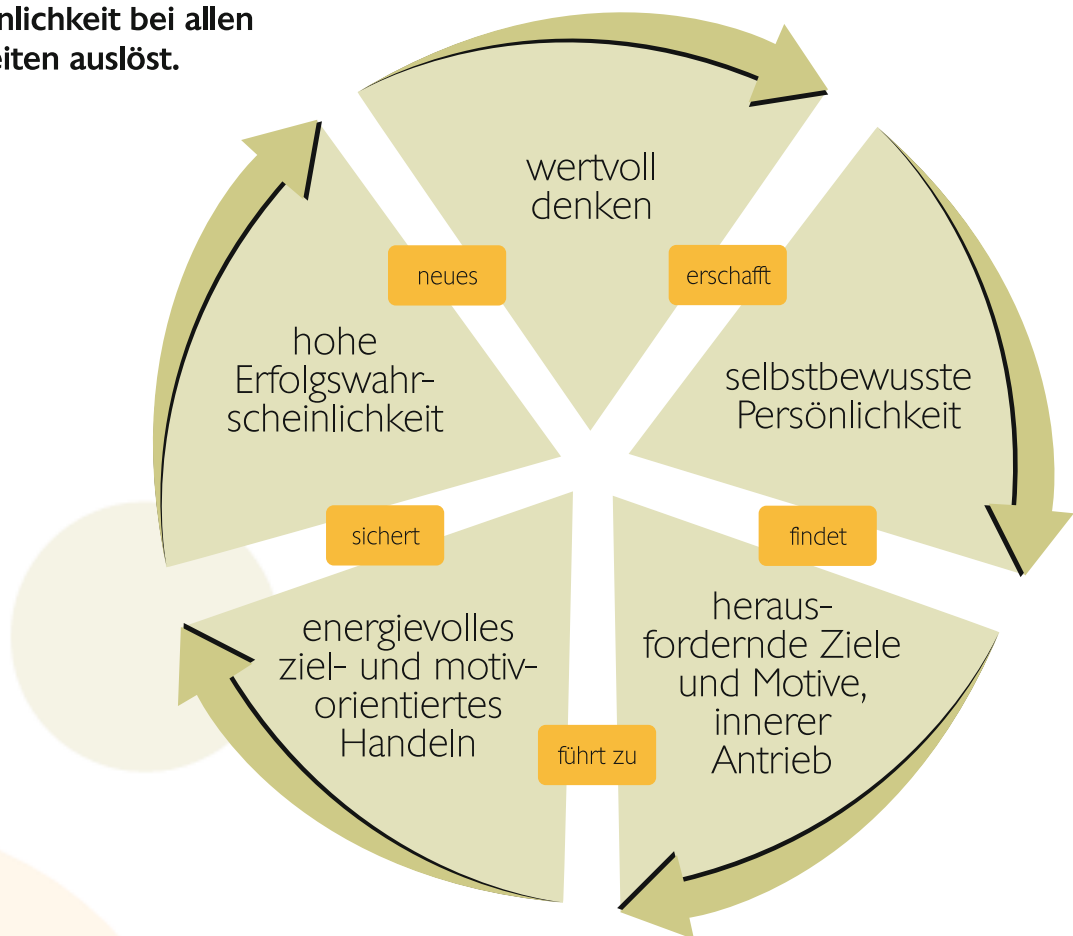 nlichkeit bei allen
eiten auslöst.
wertvoll
denken
erschafft
selbstbewusste
Persönlichkeit
findet
heraus-
fordernde Ziele
und Motive,
innerer
Antrieb
führt zu
energievolles
ziel- und motiv-
orientiertes
Handeln
sichert
hohe
Erfolgswahr-
scheinlichkeit
neues